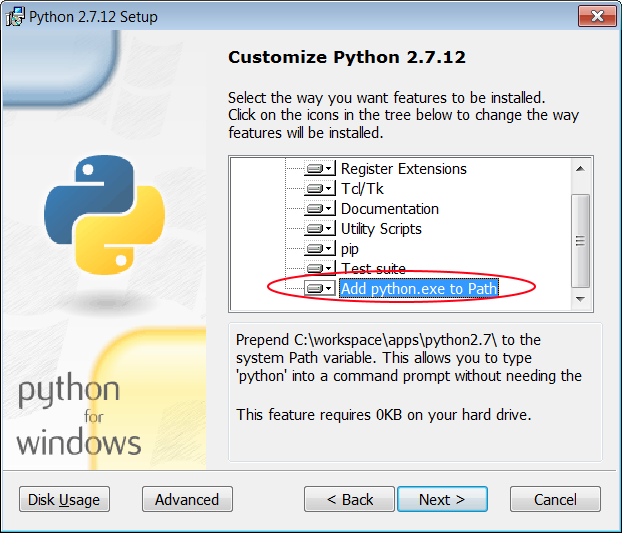 Python 2.7.12 Setup
Customize Python 2.7.12
Select the way you want features to be installed.
Click on the icons in the tree below to change the way
features will be installed.
Register Extensions
Tcl/Tk
Documentation
Utility Scripts
pip
Test suite
Add python.exe to Path
Prepend C:\workspace\apps\python2.7\ to the
system Path variable. This allows you to type
'python' into a command prompt without needing the
This feature requires 0KB on your hard drive.
python
for
windows
Disk Usage
Advanced
< Back
Next >
Cancel